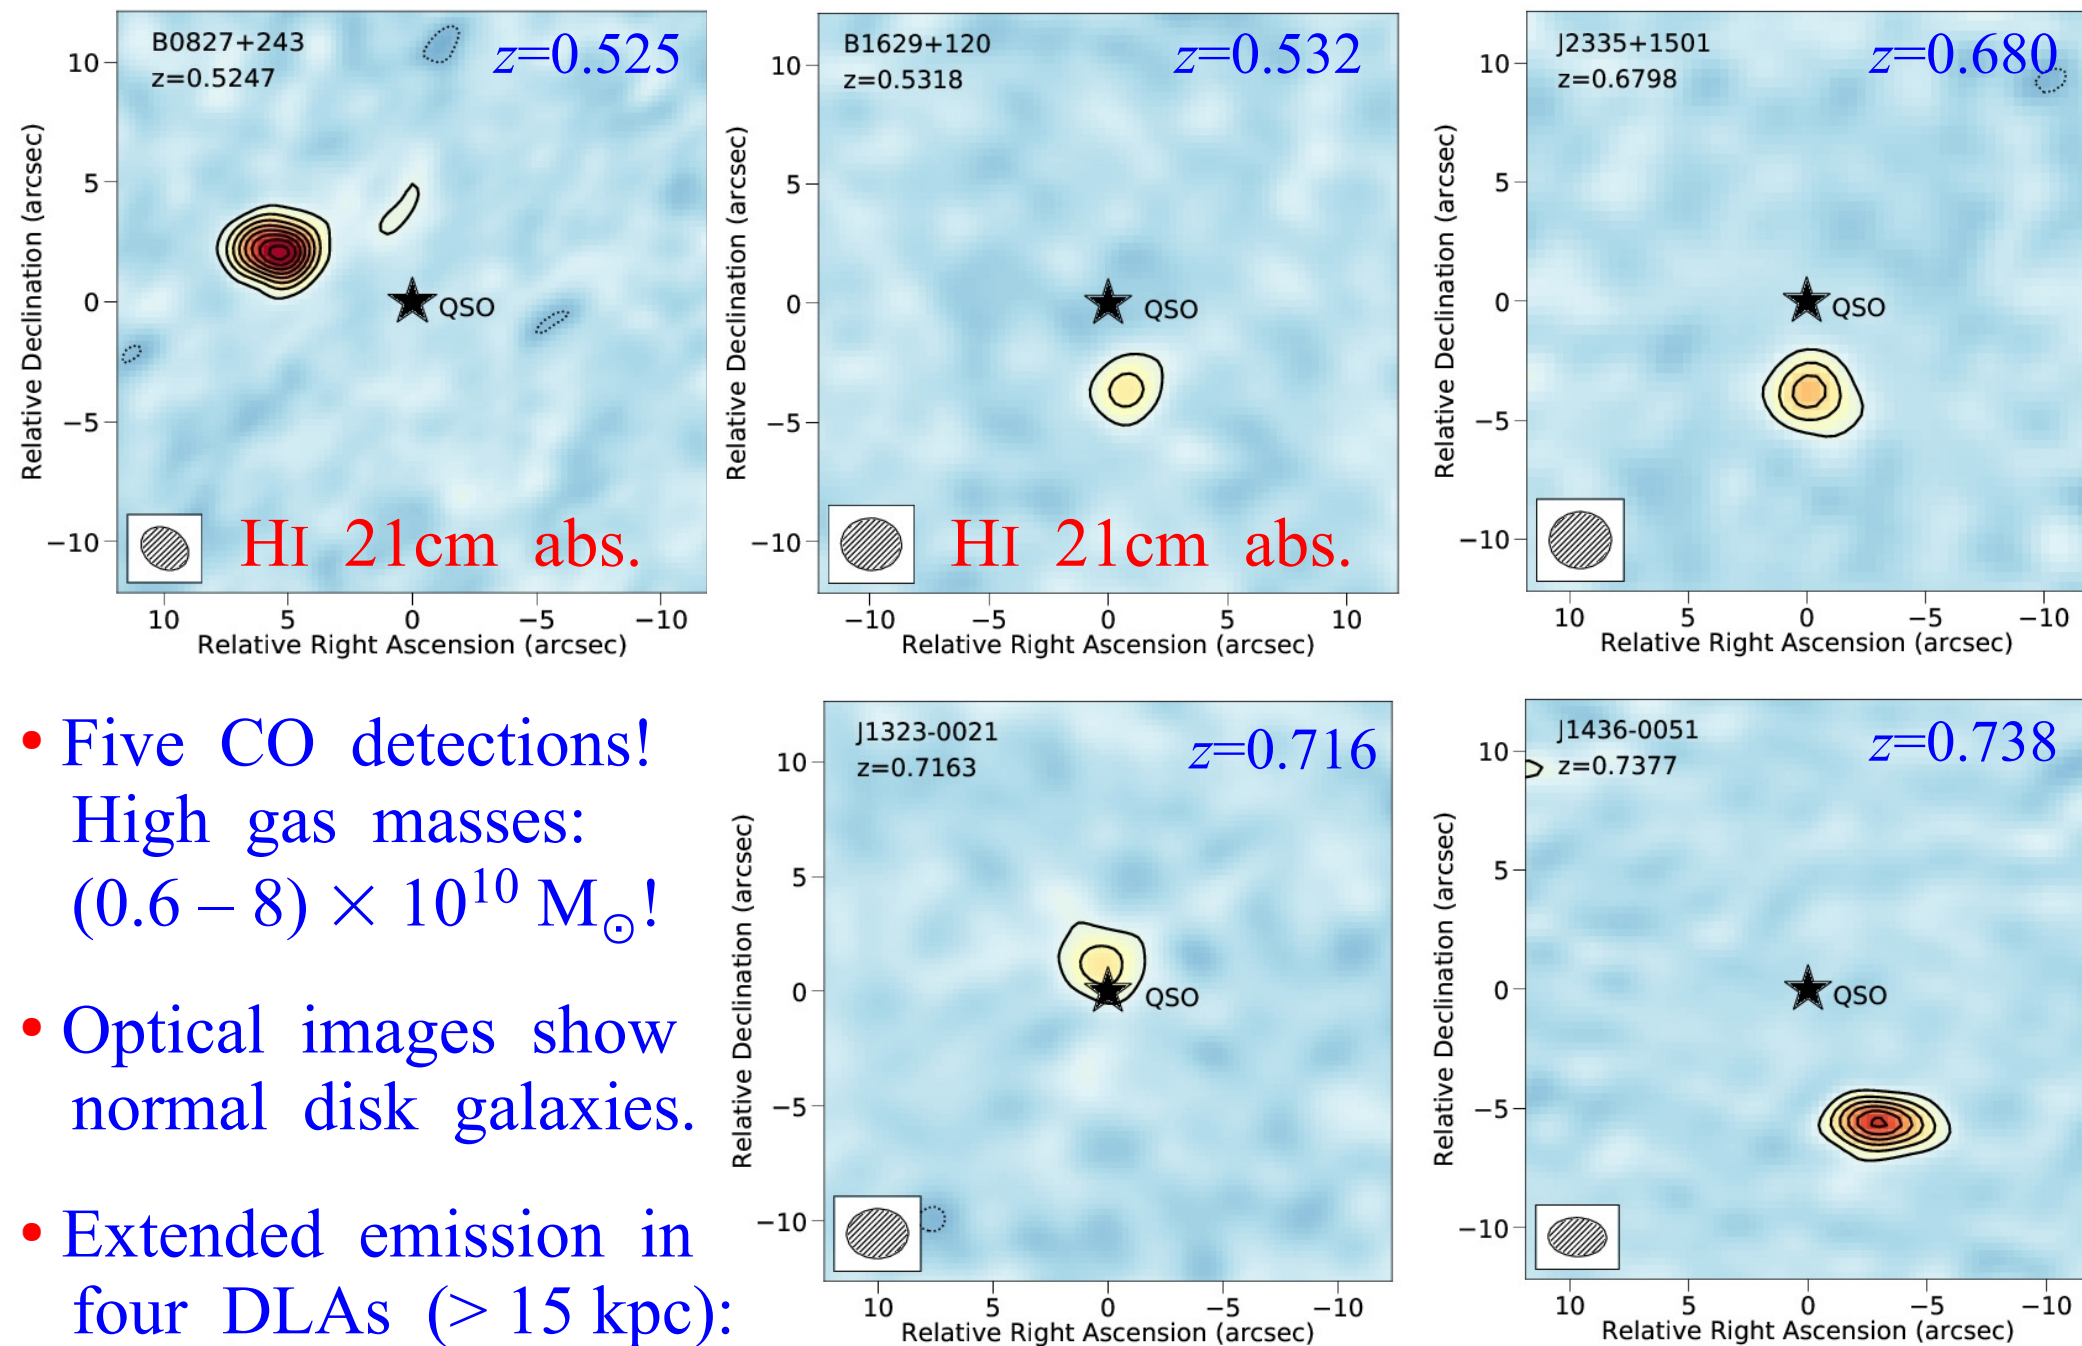 B0827+243
z=0.5247
z=0.525
QSO
HI 21cm abs.
10
5
0
−5
−10
Relative Declination (arcsec)
10 5 0 −5 −10
Relative Right Ascension (arcsec)
B1629+120
z=0.5318
z=0.532
QSO
HI 21cm abs.
10
5
0
−5
−10
Relative Declination (arcsec)
−10 −5 0 5 10
Relative Right Ascension (arcsec)
J2335+1501
z=0.6798
z=0.680
QSO
10
5
0
−5
−10
Relative Declination (arcsec)
10 5 0 −5 −10
Relative Right Ascension (arcsec)
• Five CO detections!
High gas masses:
(0.6 – 8) × 10¹⁰ M☉!
• Optical images show
normal disk galaxies.
• Extended emission in
four DLAs (> 15 kpc):
J1323-0021
z=0.7163
z=0.716
QSO
10
5
0
−5
−10
Relative Declination (arcsec)
10 5 0 −5 −10
Relative Right Ascension (arcsec)
J1436-0051
z=0.7377
z=0.738
QSO
10
5
0
−5
−10
Relative Declination (arcsec)
10 5 0 −5 −10
Relative Right Ascension (arcsec)